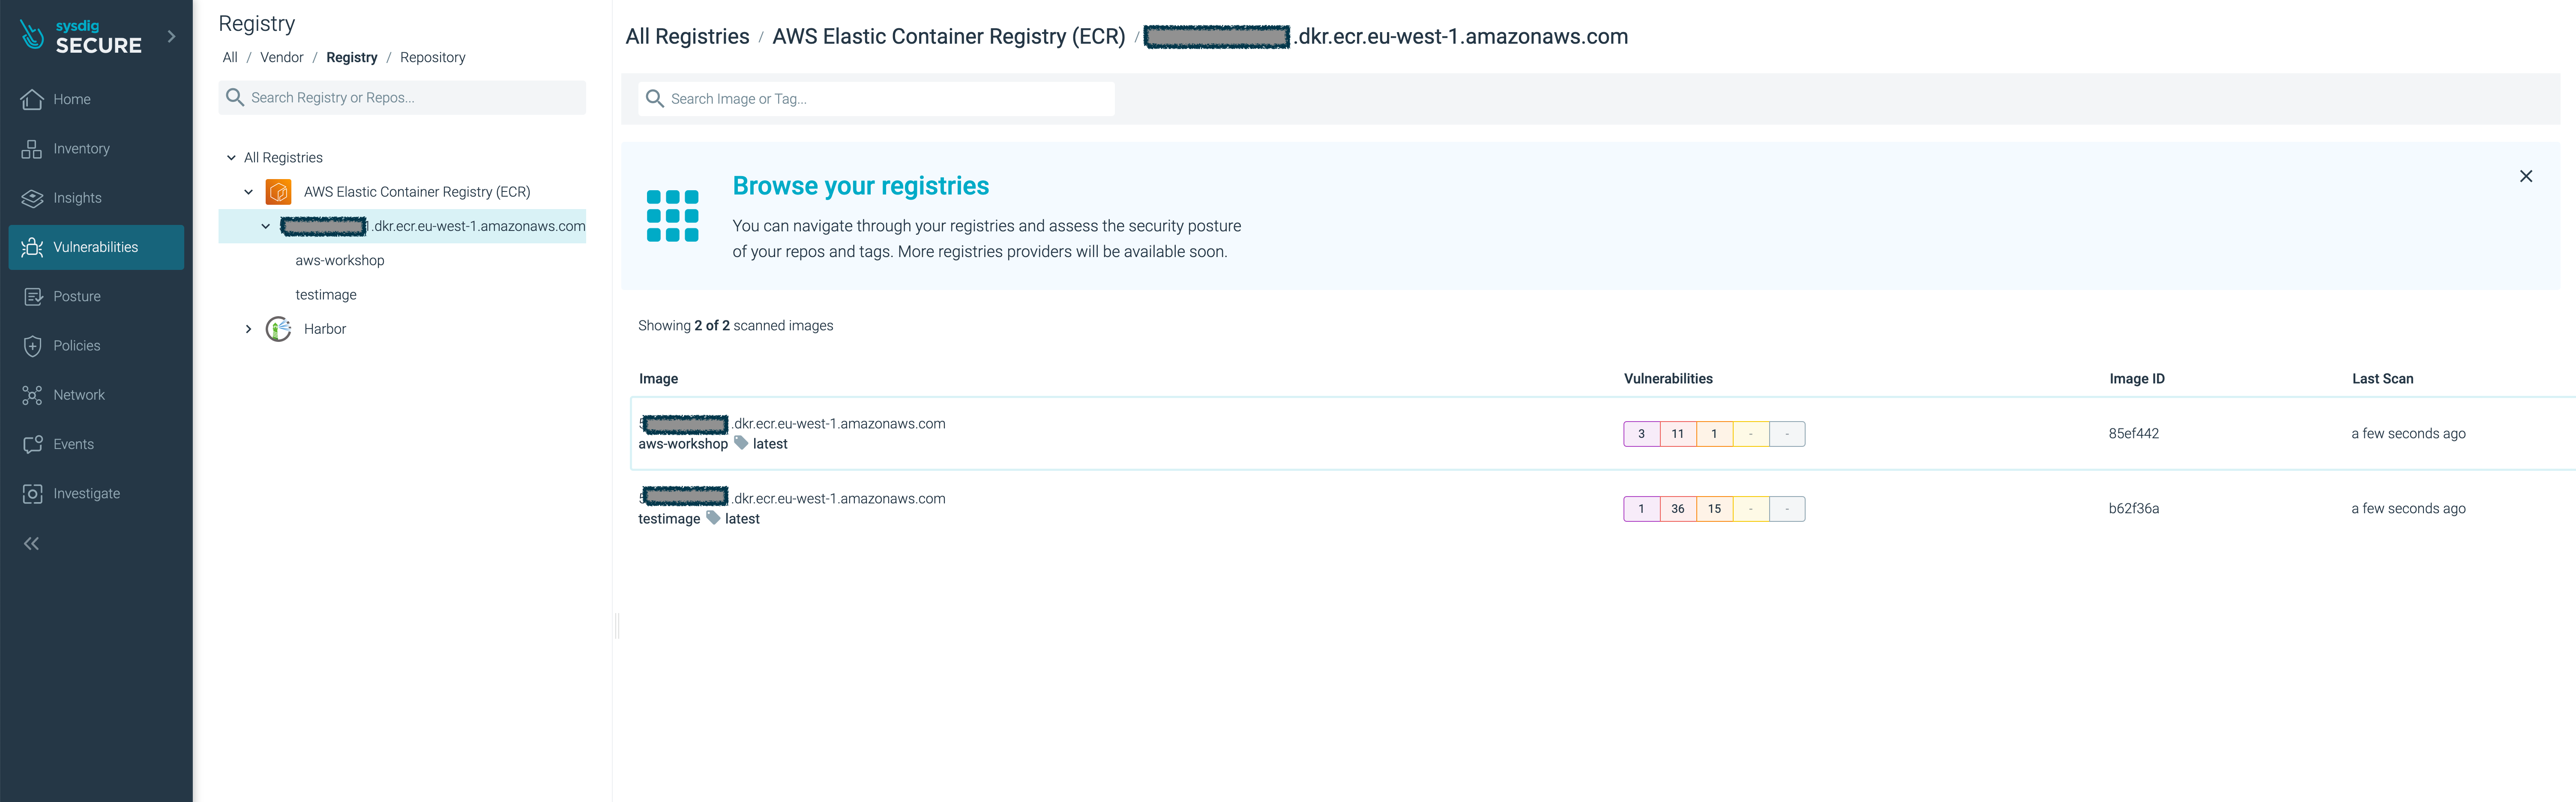 sysdig
SECURE
Home
Inventory
Insights
Vulnerabilities
Posture
Policies
Network
Events
Investigate
Registry
All / Vendor / Registry / Repository
Search Registry or Repos...
All Registries
AWS Elastic Container Registry (ECR)
.dkr.ecr.eu-west-1.amazonaws.com
aws-workshop
testimage
Harbor
All Registries / AWS Elastic Container Registry (ECR) / .dkr.ecr.eu-west-1.amazonaws.com
Search Image or Tag...
Browse your registries
You can navigate through your registries and assess the security posture
of your repos and tags. More registries providers will be available soon.
Showing 2 of 2 scanned images
Image Vulnerabilities Image ID Last Scan
.dkr.ecr.eu-west-1.amazonaws.com
aws-workshop latest
3 11 1 - - 85ef442 a few seconds ago
.dkr.ecr.eu-west-1.amazonaws.com
testimage latest
1 36 15 - - b62f36a a few seconds ago